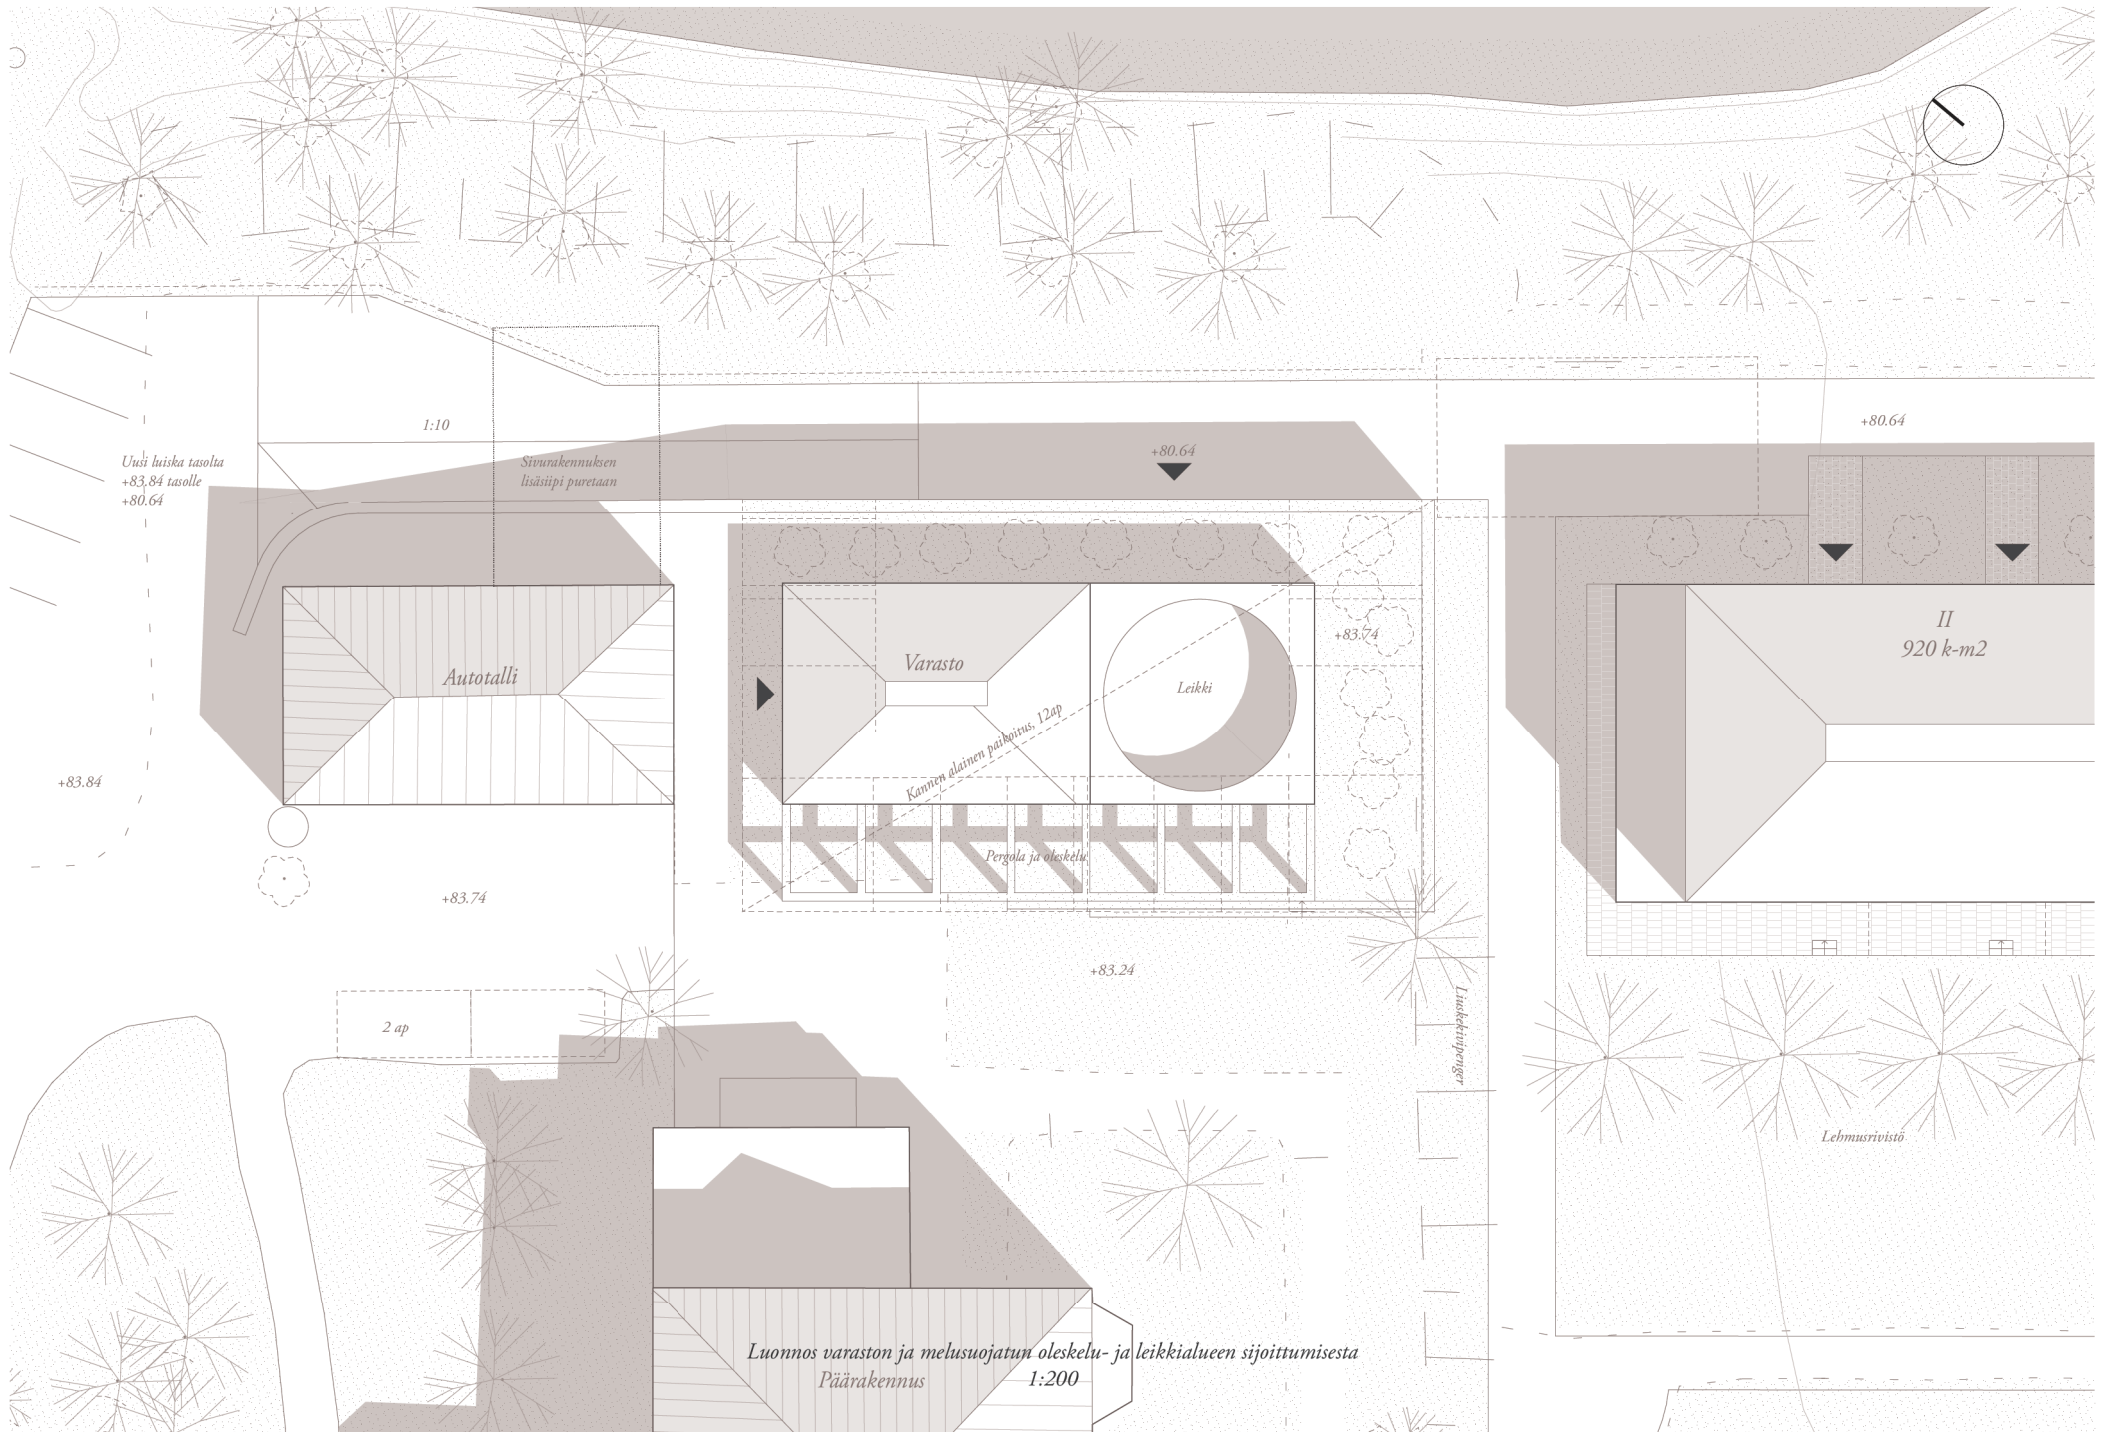 1:10
+80.64
Uusi luiska tasolta
+83.84 tasolle
+80.64
Sivurakennuksen
lisäsiipi puretaan
+80.64
Autotalli
Varasto
Leikki
+83.74
II
920 k-m2
Kannen alainen paikoitus, 12ap
+83.84
Pergola ja oleskelu
+83.74
+83.24
2 ap
Liuskekivipenger
Lehmusrivistö
Luonnos varaston ja melusuojatun oleskelu- ja leikkialueen sijoittumisesta
Päärakennus
1:200